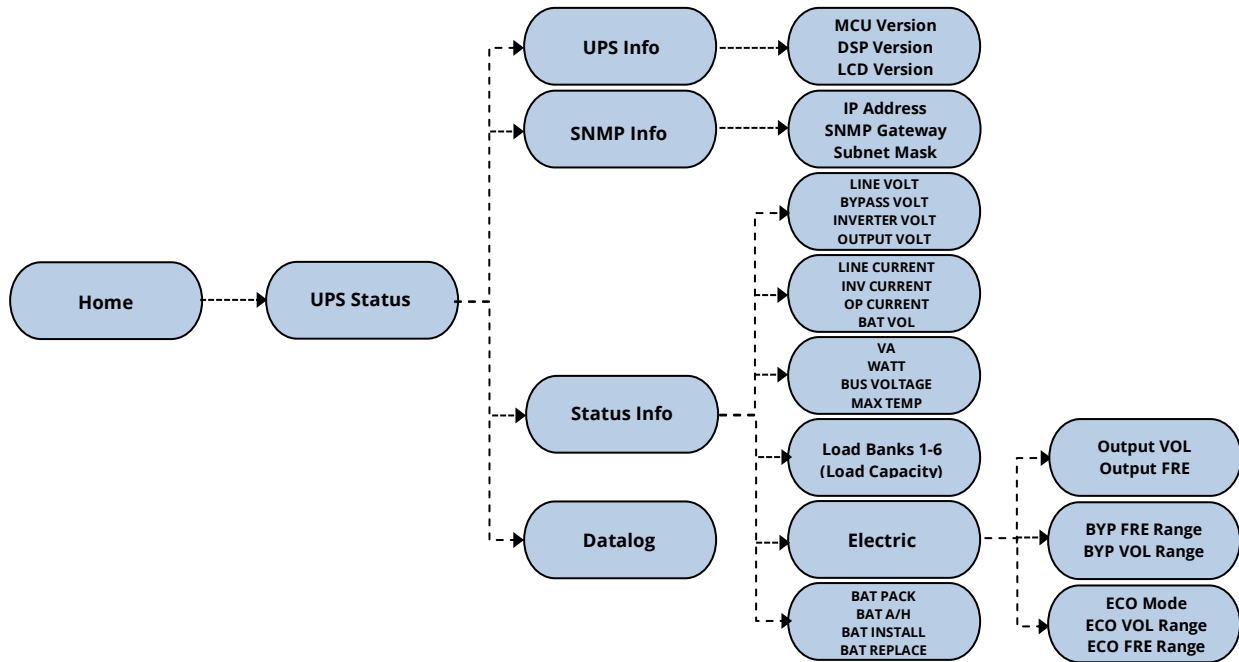 Home
UPS Status
UPS Info
SNMP Info
Status Info
Datalog
MCU Version
DSP Version
LCD Version
IP Address
SNMP Gateway
Subnet Mask
LINE VOLT
BYPASS VOLT
INVERTER VOLT
OUTPUT VOLT
LINE CURRENT
INV CURRENT
OP CURRENT
BAT VOL
VA
WATT
BUS VOLTAGE
MAX TEMP
Load Banks 1-6
(Load Capacity)
Electric
BAT PACK
BAT A/H
BAT INSTALL
BAT REPLACE
Output VOL
Output FRE
BYP FRE Range
BYP VOL Range
ECO Mode
ECO VOL Range
ECO FRE Range